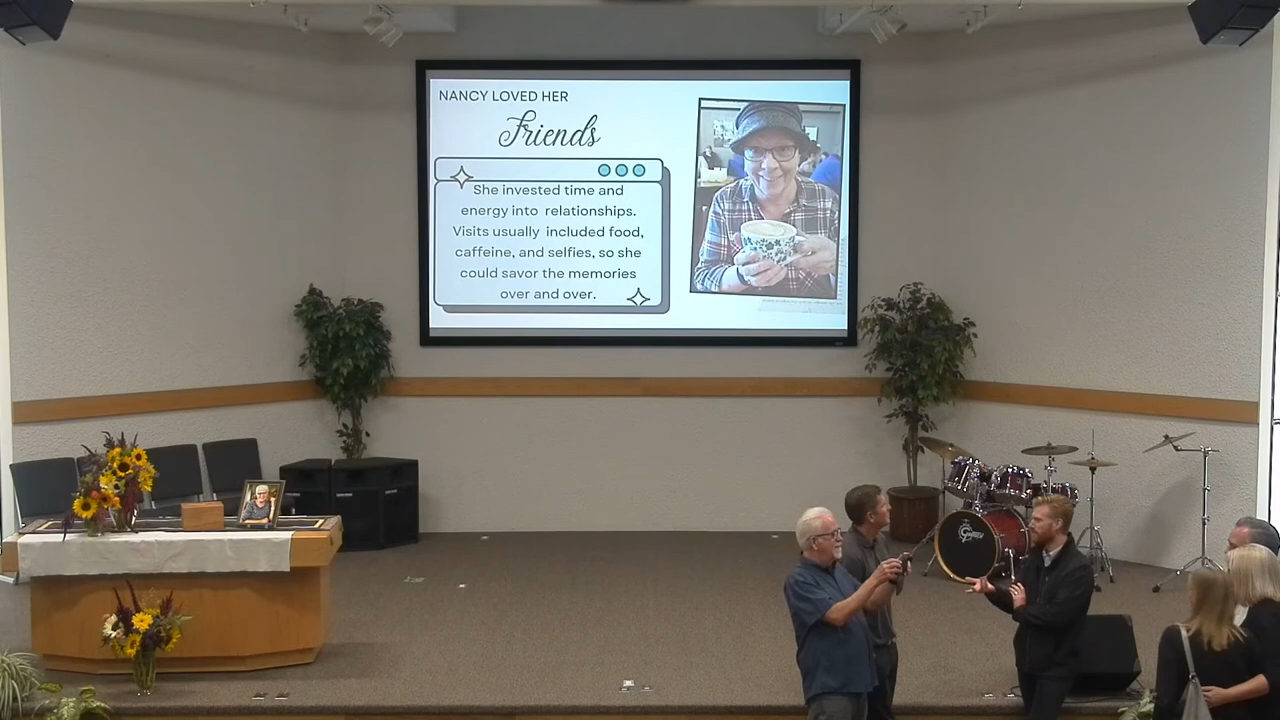 NANCY LOVED HER
Friends
She invested time and
energy into relationships.
Visits usually included food,
caffeine, and selfies, so she
could savor the memories
over and over.